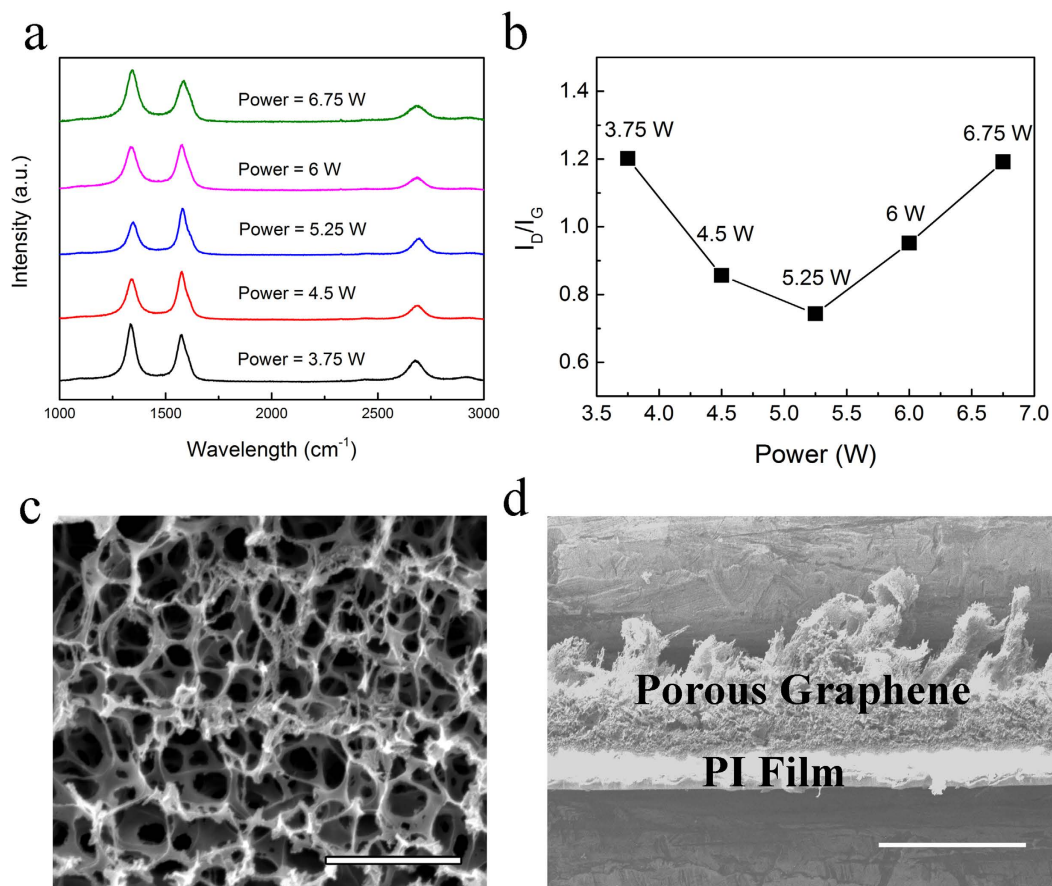 a
Intensity (a.u.)
Power = 6.75 W
Power = 6 W
Power = 5.25 W
Power = 4.5 W
Power = 3.75 W
1000 1500 2000 2500 3000
Wavelength (cm⁻¹)
b
I_D/I_G
1.4
1.2
1.0
0.8
0.6
3.75 W
4.5 W
5.25 W
6 W
6.75 W
3.5 4.0 4.5 5.0 5.5 6.0 6.5 7.0
Power (W)
c
d
Porous Graphene
PI Film